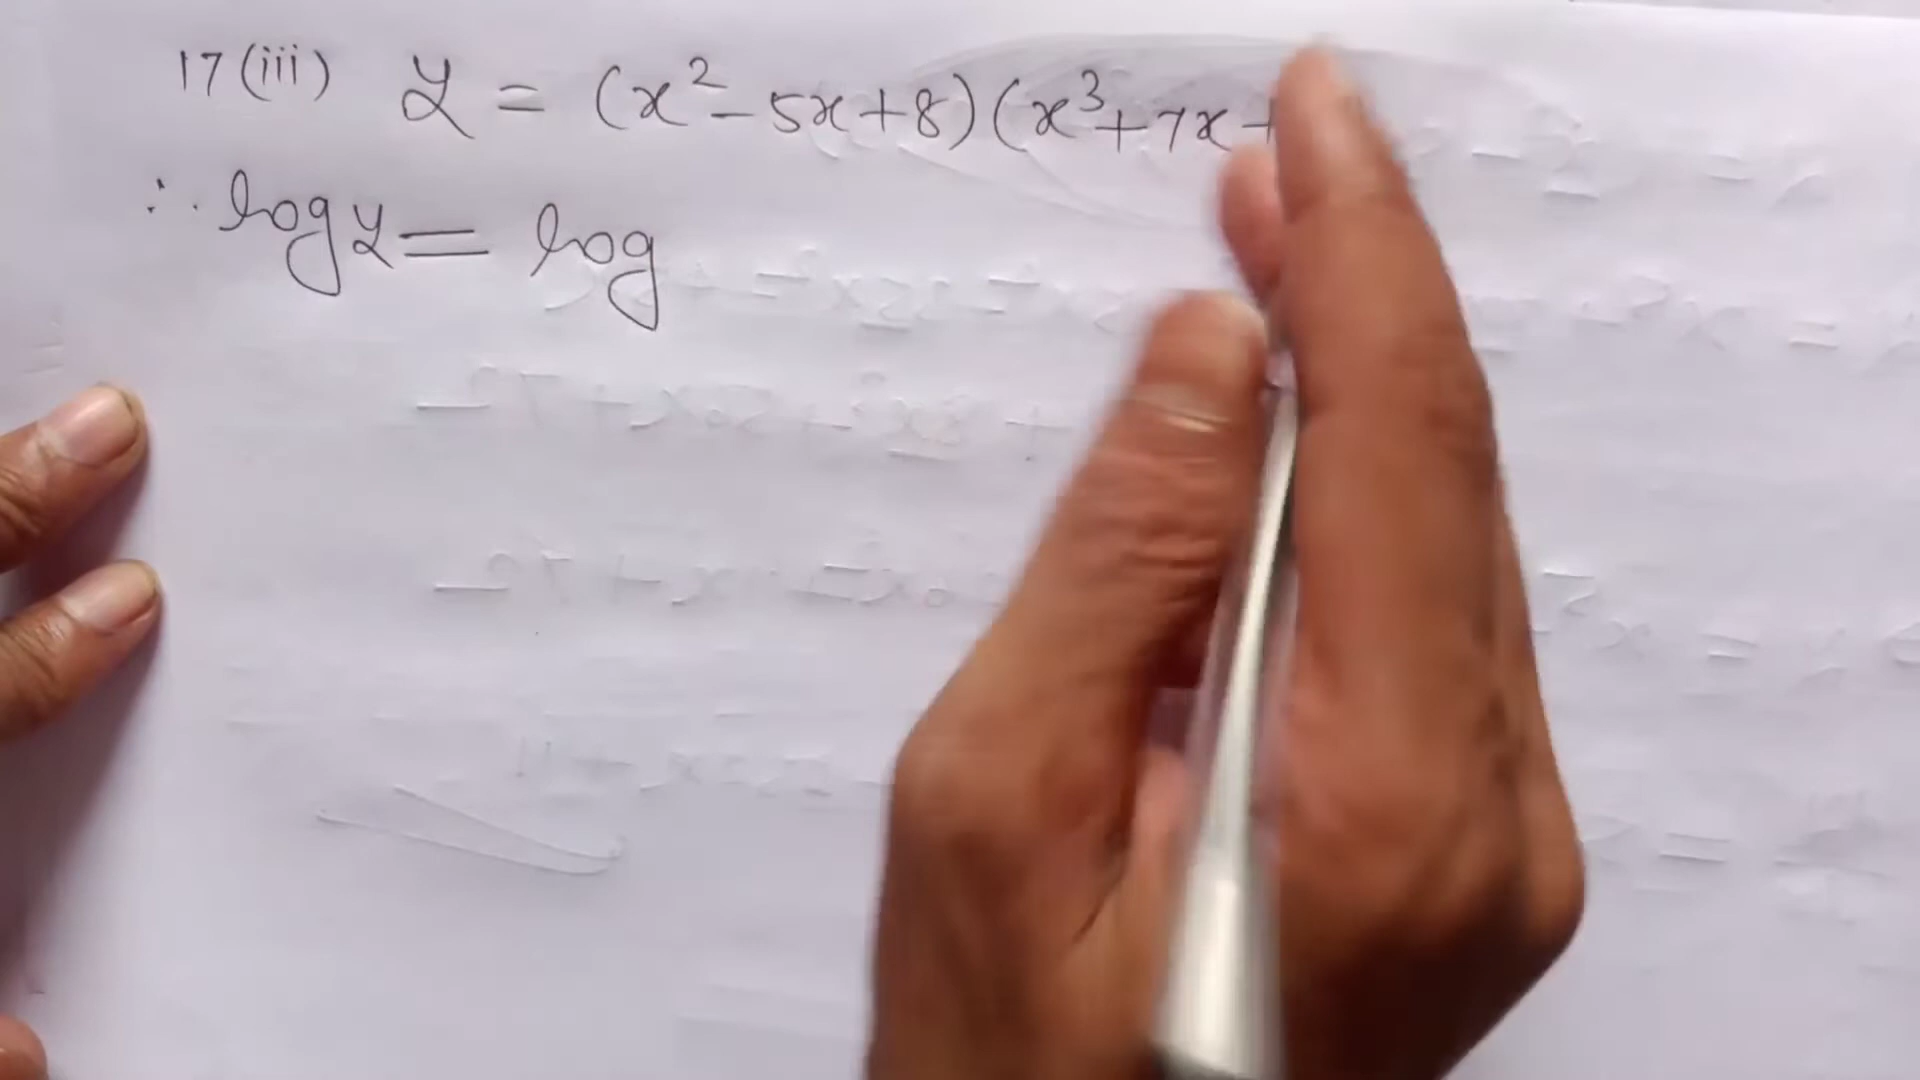 17 (iii) y = (x² - 5x + 8) (x³ + 7x +
∴ log y = log